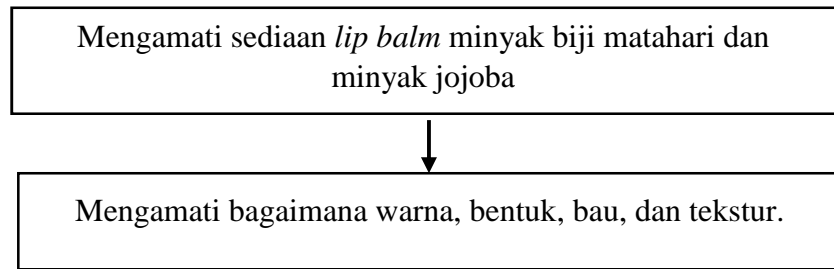 Mengamati sediaan lip balm minyak biji matahari dan
minyak jojoba
Mengamati bagaimana warna, bentuk, bau, dan tekstur.